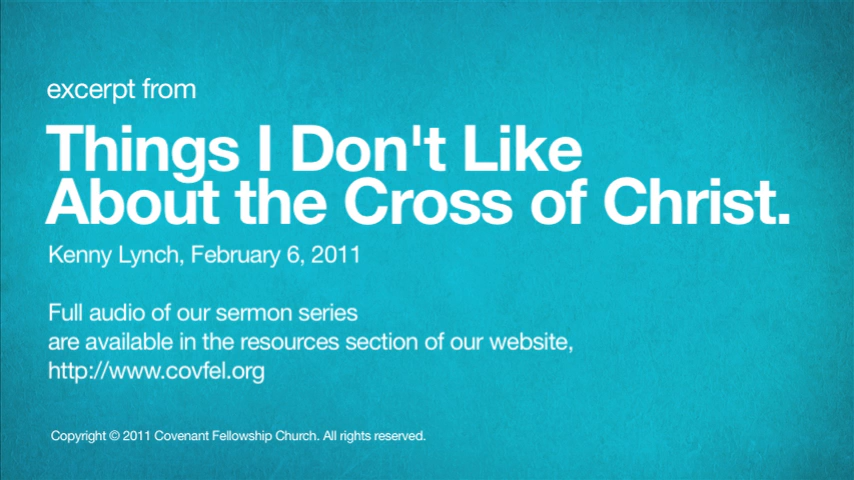 excerpt from
Things I Don't Like
About the Cross of Christ.
Kenny Lynch, February 6, 2011
Full audio of our sermon series
are available in the resources section of our website,
http://www.covfel.org
Copyright © 2011 Covenant Fellowship Church. All rights reserved.